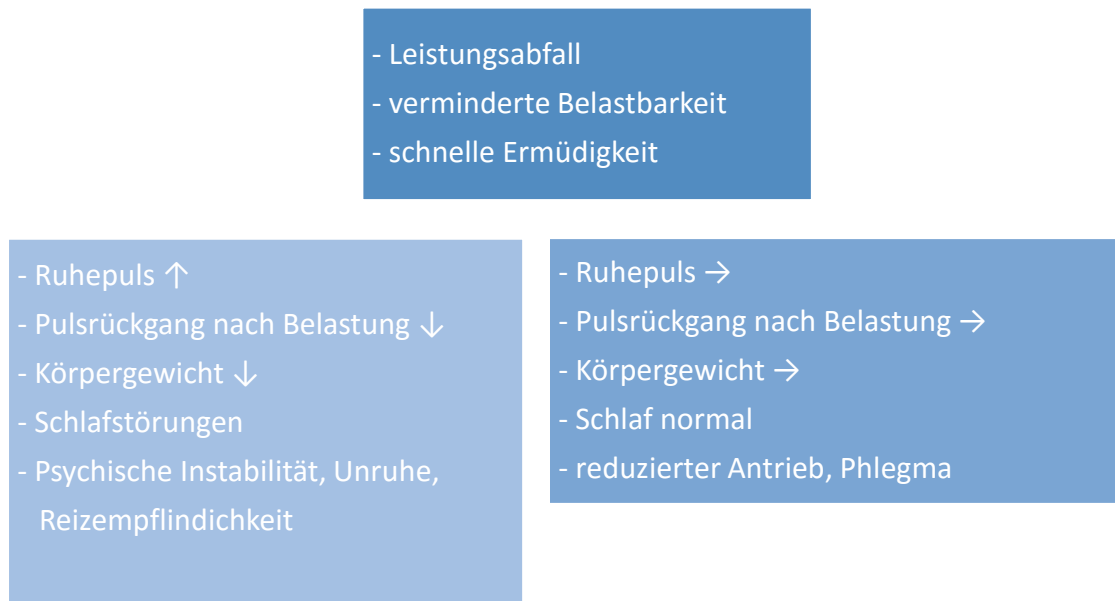 - Leistungsabfall
- verminderte Belastbarkeit
- schnelle Ermüdigkeit
- Ruhepuls ↑
- Pulsrückgang nach Belastung ↓
- Körpergewicht ↓
- Schlafstörungen
- Psychische Instabilität, Unruhe,
Reizempflindichkeit
- Ruhepuls →
- Pulsrückgang nach Belastung →
- Körpergewicht →
- Schlaf normal
- reduzierter Antrieb, Phlegma